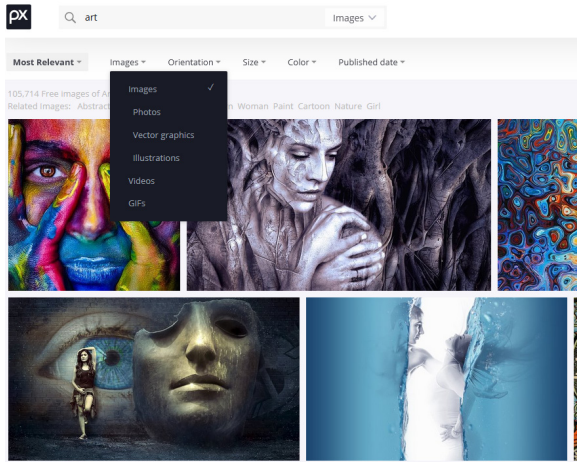 px
art
Images
Most Relevant Images Orientation Size Color Published date
Images
Photos
Vector graphics
Illustrations
Videos
GIFs
105,714 Free images of
Related Images: Abstract Woman Paint Cartoon Nature Girl